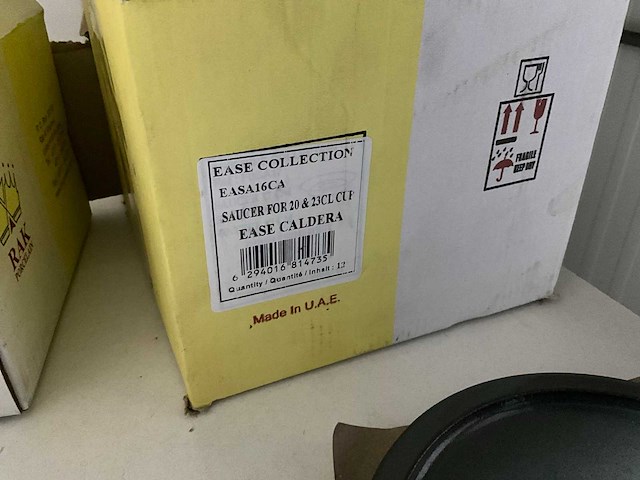 EASE COLLECTION
EASA16CA
SAUCER FOR 20 & 23CL CUP
EASE CALDERA
6 294016 814735
Quantity / Quantité / Inhalt : 12
Made In U.A.E.
FRAGILE
KEEP DRY
RAK
PORCELAIN